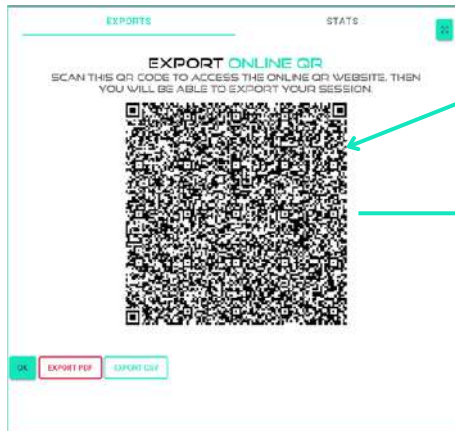 EXPORTS STATS
EXPORT ONLINE QR
SCAN THIS QR CODE TO ACCESS THE ONLINE QR WEBSITE, THEN
YOU WILL BE ABLE TO EXPORT YOUR SESSION.
OK EXPORT PDF EXPORT CSV